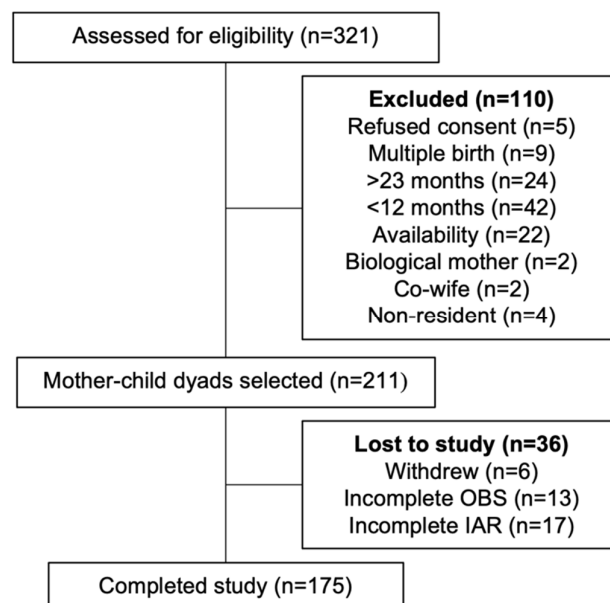 Assessed for eligibility (n=321)
Excluded (n=110)
Refused consent (n=5)
Multiple birth (n=9)
>23 months (n=24)
<12 months (n=42)
Availability (n=22)
Biological mother (n=2)
Co-wife (n=2)
Non-resident (n=4)
Mother-child dyads selected (n=211)
Lost to study (n=36)
Withdrew (n=6)
Incomplete OBS (n=13)
Incomplete IAR (n=17)
Completed study (n=175)